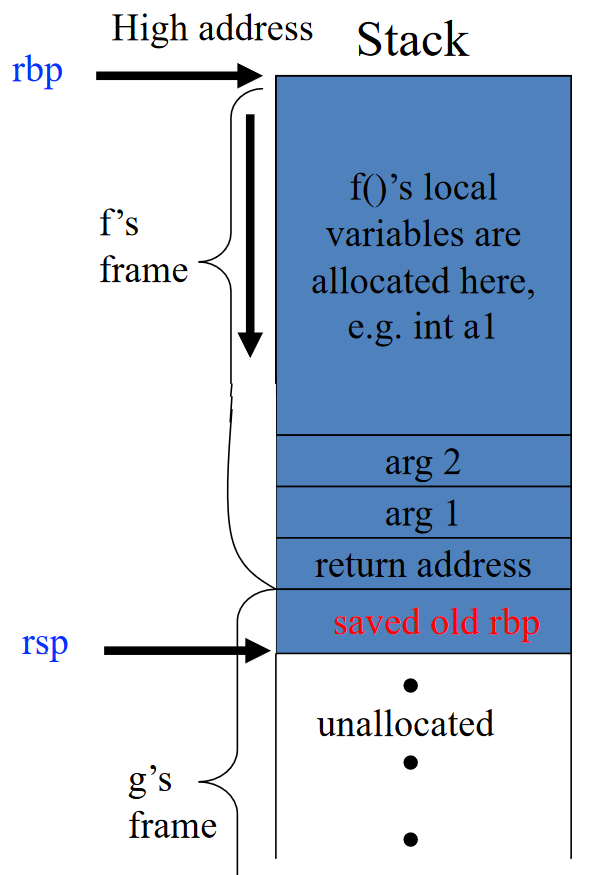 High address
Stack
rbp
f()’s local
variables are
allocated here,
e.g. int a1
f’s
frame
arg 2
arg 1
return address
saved old rbp
rsp
unallocated
g’s
frame